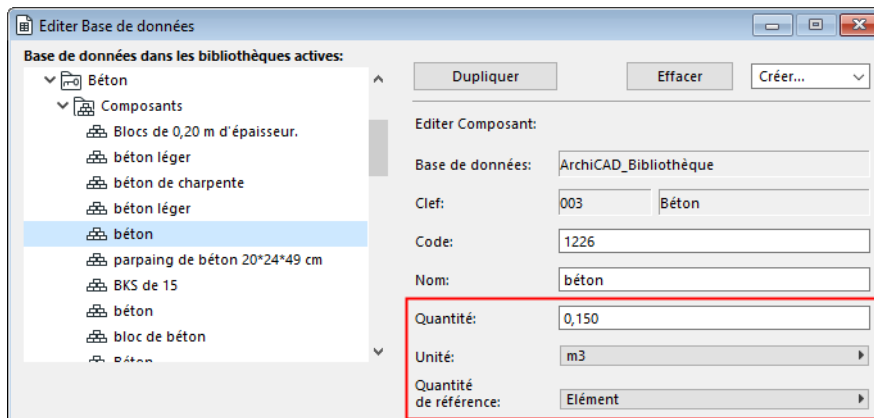 Editer Base de données
Base de données dans les bibliothèques actives:
Béton
Composants
Blocs de 0,20 m d'épaisseur.
béton léger
béton de charpente
béton léger
béton
parpaing de béton 20*24*49 cm
BKS de 15
béton
bloc de béton
Béton
Dupliquer
Effacer
Créer...
Editer Composant:
Base de données: ArchiCAD_Bibliothèque
Clef: 003 Béton
Code: 1226
Nom: béton
Quantité: 0,150
Unité: m3
Quantité
de référence: Elément